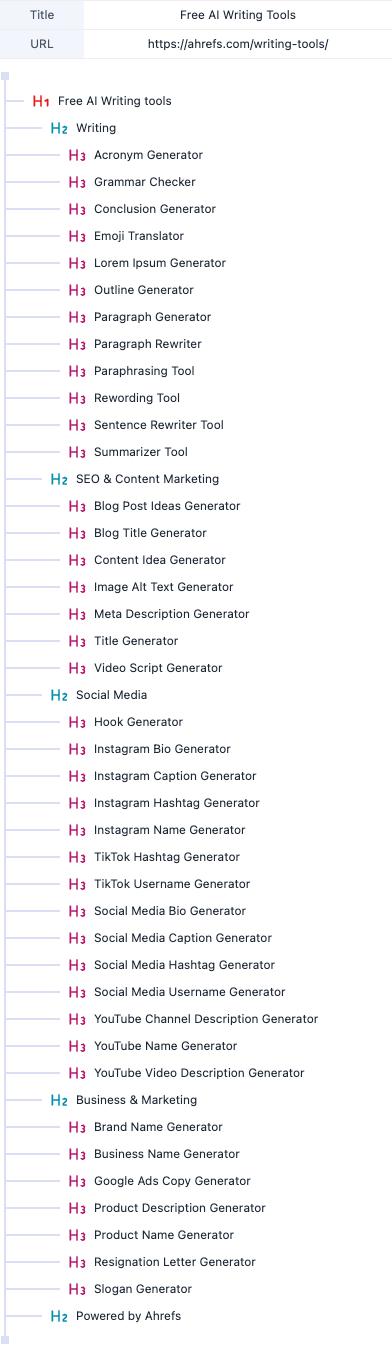 Title Free AI Writing Tools
URL https://ahrefs.com/writing-tools/
H1 Free AI Writing tools
H2 Writing
H3 Acronym Generator
H3 Grammar Checker
H3 Conclusion Generator
H3 Emoji Translator
H3 Lorem Ipsum Generator
H3 Outline Generator
H3 Paragraph Generator
H3 Paragraph Rewriter
H3 Paraphrasing Tool
H3 Rewording Tool
H3 Sentence Rewriter Tool
H3 Summarizer Tool
H2 SEO & Content Marketing
H3 Blog Post Ideas Generator
H3 Blog Title Generator
H3 Content Idea Generator
H3 Image Alt Text Generator
H3 Meta Description Generator
H3 Title Generator
H3 Video Script Generator
H2 Social Media
H3 Hook Generator
H3 Instagram Bio Generator
H3 Instagram Caption Generator
H3 Instagram Hashtag Generator
H3 Instagram Name Generator
H3 TikTok Hashtag Generator
H3 TikTok Username Generator
H3 Social Media Bio Generator
H3 Social Media Caption Generator
H3 Social Media Hashtag Generator
H3 Social Media Username Generator
H3 YouTube Channel Description Generator
H3 YouTube Name Generator
H3 YouTube Video Description Generator
H2 Business & Marketing
H3 Brand Name Generator
H3 Business Name Generator
H3 Google Ads Copy Generator
H3 Product Description Generator
H3 Product Name Generator
H3 Resignation Letter Generator
H3 Slogan Generator
H2 Powered by Ahrefs